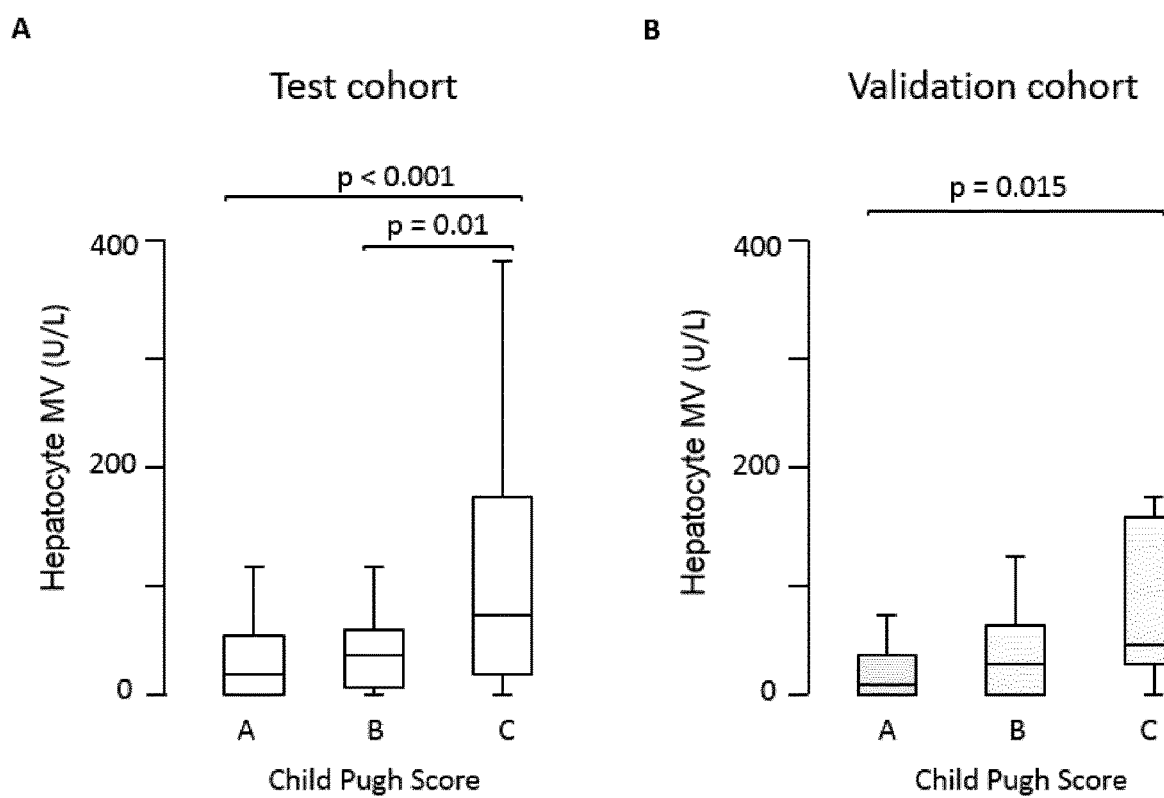 A
Test cohort
p < 0.001
p = 0.01
400
200
0
Hepatocyte MV (U/L)
A B C
Child Pugh Score
B
Validation cohort
p = 0.015
400
200
0
Hepatocyte MV (U/L)
A B C
Child Pugh Score